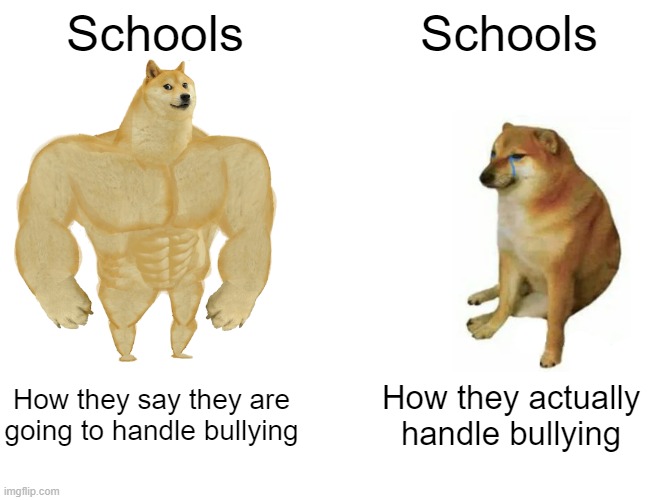 Schools
Schools
How they say they are
going to handle bullying
How they actually
handle bullying
imgflip.com